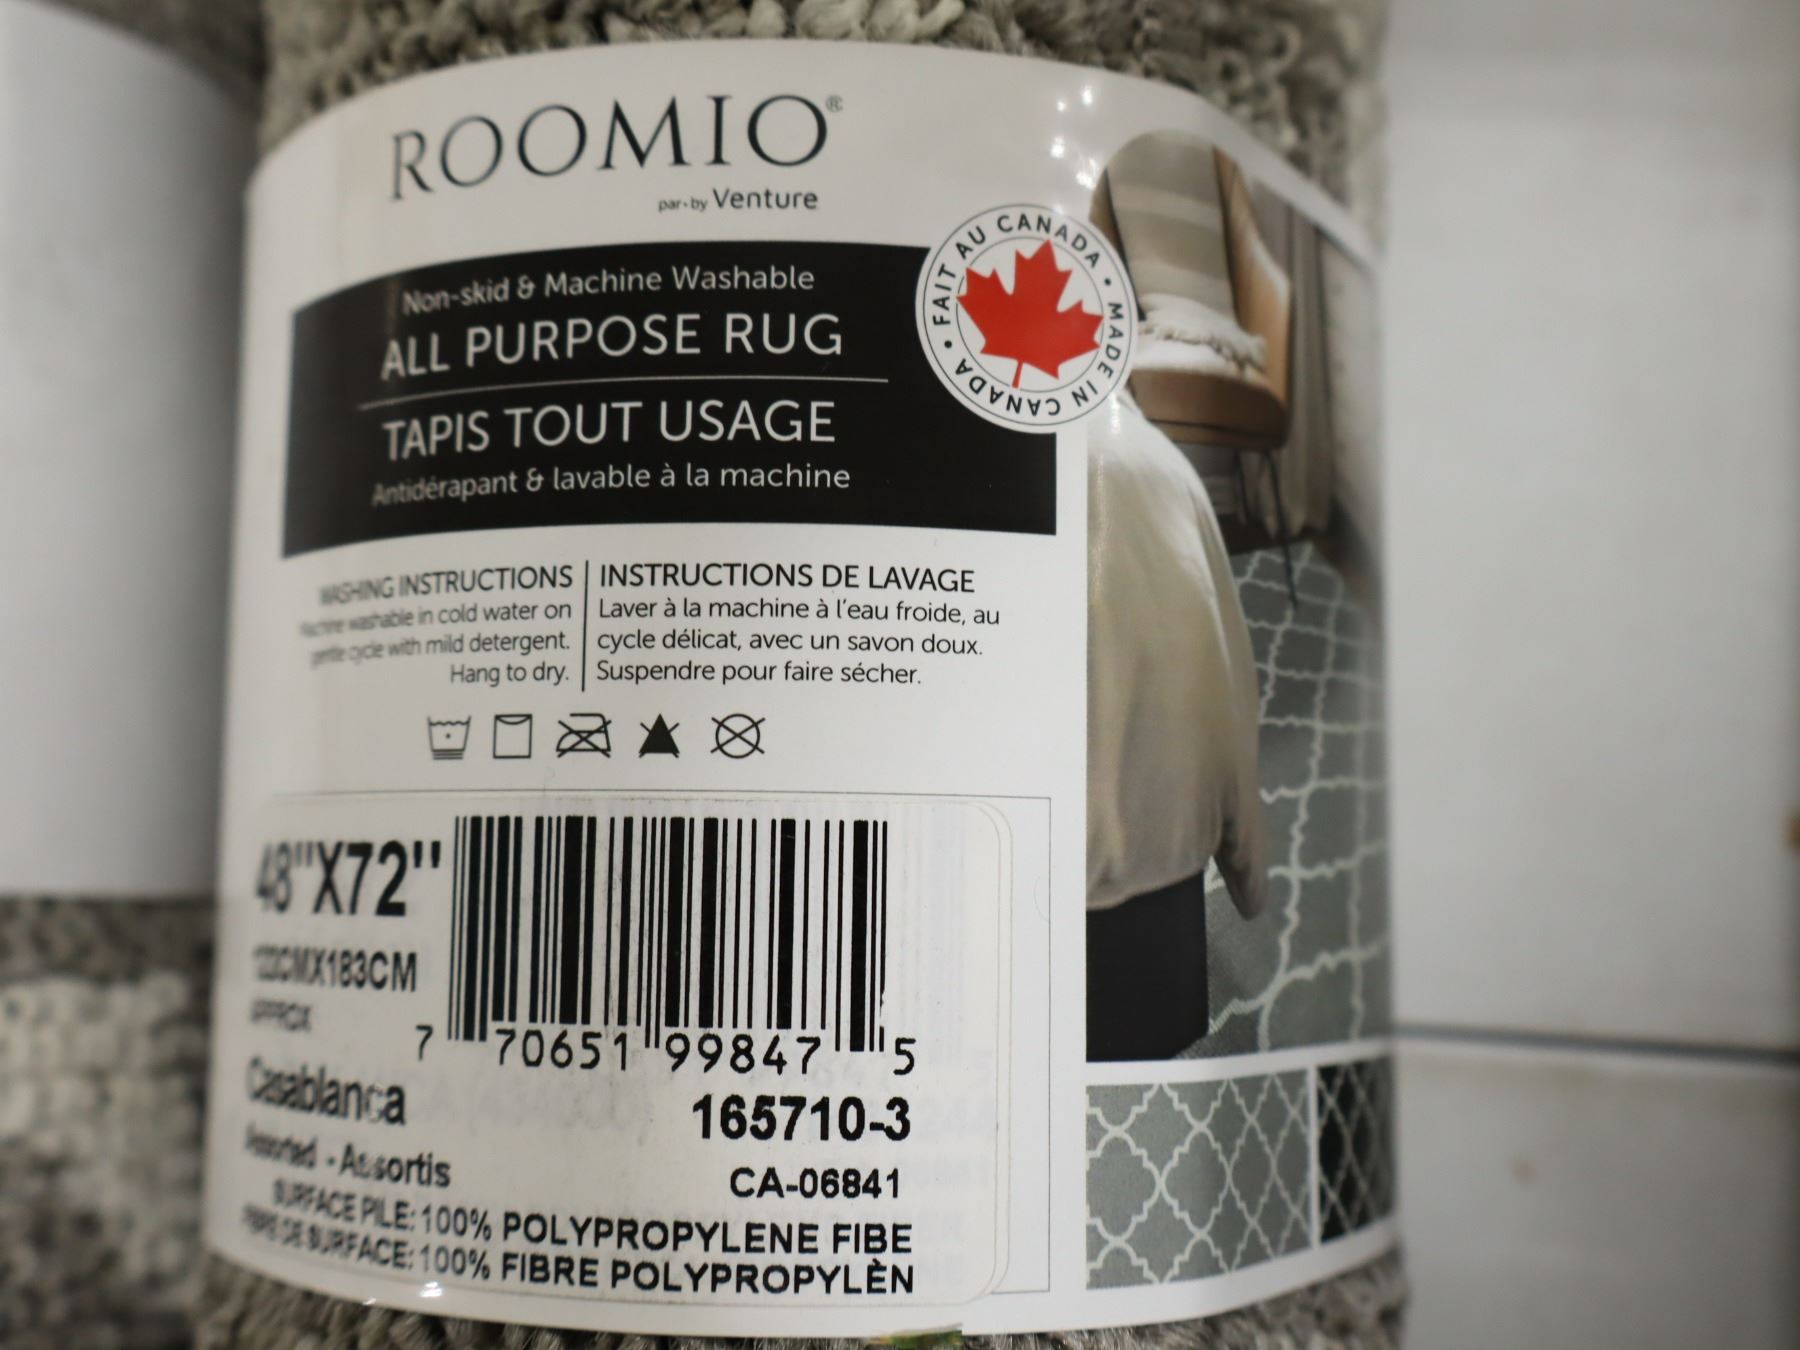 ROOMIO®
par • by Venture
FAIT AU CANADA • MADE IN CANADA •
Non-skid & Machine Washable
ALL PURPOSE RUG
TAPIS TOUT USAGE
Antidérapant & lavable à la machine
WASHING INSTRUCTIONS
Machine washable in cold water on
gentle cycle with mild detergent.
Hang to dry.
INSTRUCTIONS DE LAVAGE
Laver à la machine à l'eau froide, au
cycle délicat, avec un savon doux.
Suspendre pour faire sécher.
48"X72"
122CMX183CM
APPROX
7 70651 99847 5
Casablanca
165710-3
Assorted - Assortis
CA-06841
SURFACE PILE: 100% POLYPROPYLENE FIBE
FIBRE DE SURFACE: 100% FIBRE POLYPROPYLÈN